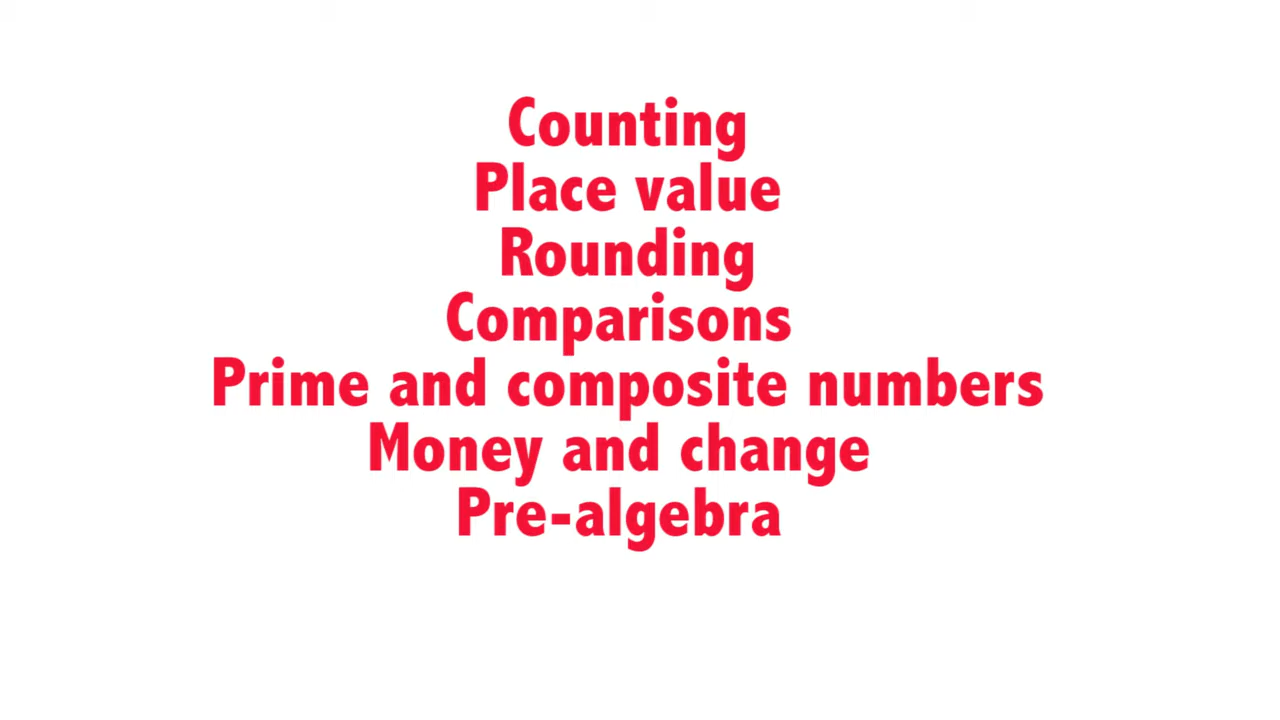 Counting
Place value
Rounding
Comparisons
Prime and composite numbers
Money and change
Pre-algebra